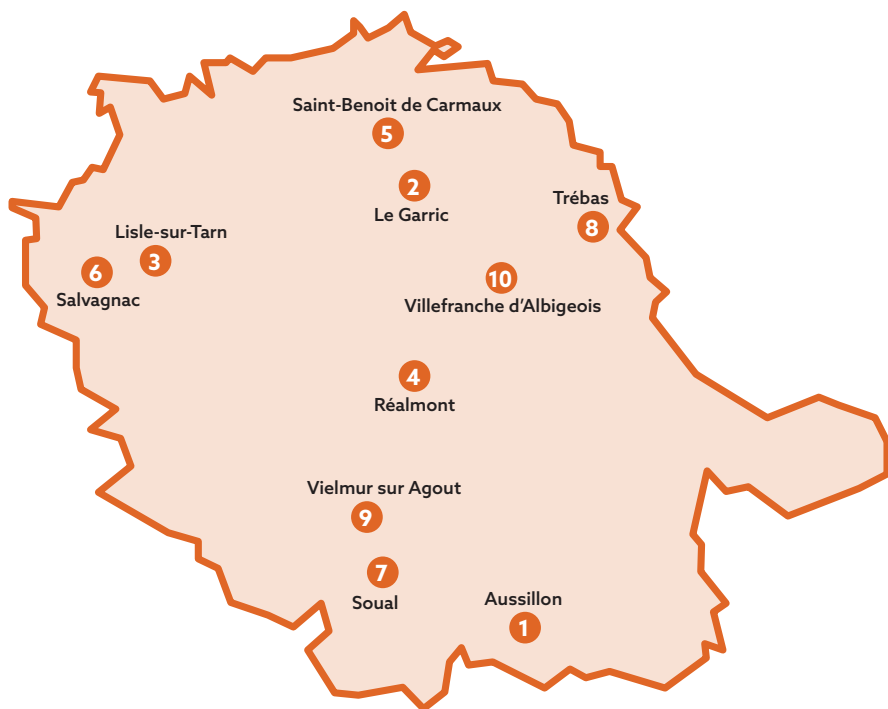 Saint-Benoit de Carmaux
5
2
Le Garric
Trébas
8
Lisle-sur-Tarn
3
6
Salvagnac
10
Villefranche d'Albigeois
4
Réalmont
Vielmur sur Agout
9
7
Soual
Aussillon
1